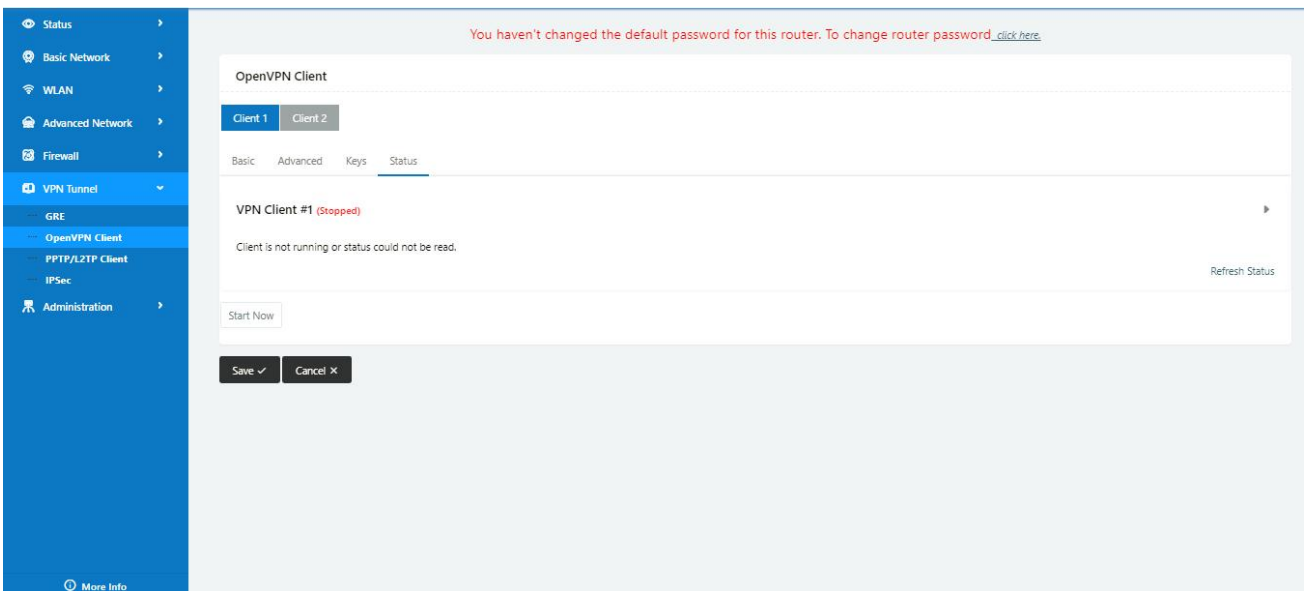 Status
Basic Network
WLAN
Advanced Network
Firewall
VPN Tunnel
GRE
OpenVPN Client
PPTP/L2TP Client
IPSec
Administration
More Info
You haven't changed the default password for this router. To change router password click here.
OpenVPN Client
Client 1 Client 2
Basic Advanced Keys Status
VPN Client #1 (Stopped)
Client is not running or status could not be read.
Refresh Status
Start Now
Save Cancel